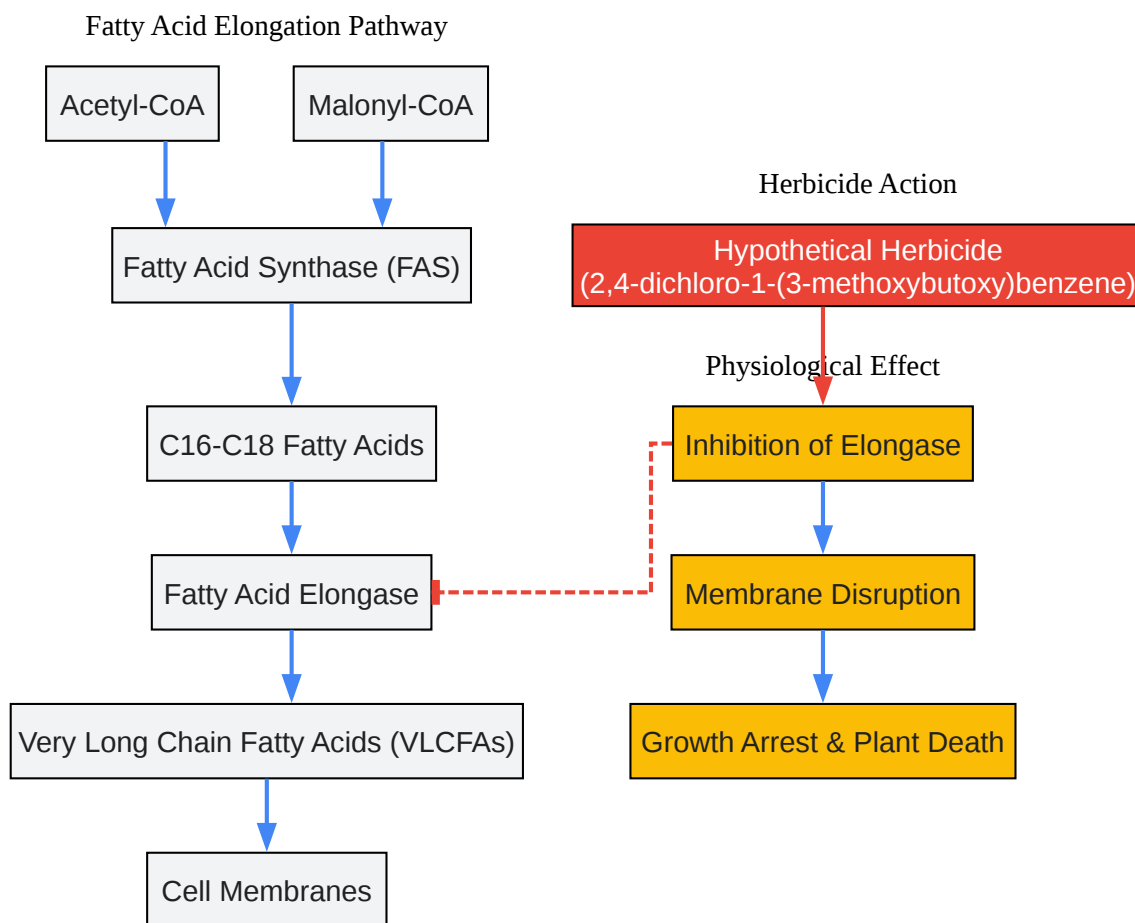 Fatty Acid Elongation Pathway
Acetyl-CoA
Malonyl-CoA
Fatty Acid Synthase (FAS)
C16-C18 Fatty Acids
Fatty Acid Elongase
Very Long Chain Fatty Acids (VLCFAs)
Cell Membranes
Herbicide Action
Hypothetical Herbicide
(2,4-dichloro-1-(3-methoxybutoxy)benzene)
Physiological Effect
Inhibition of Elongase
Membrane Disruption
Growth Arrest & Plant Death